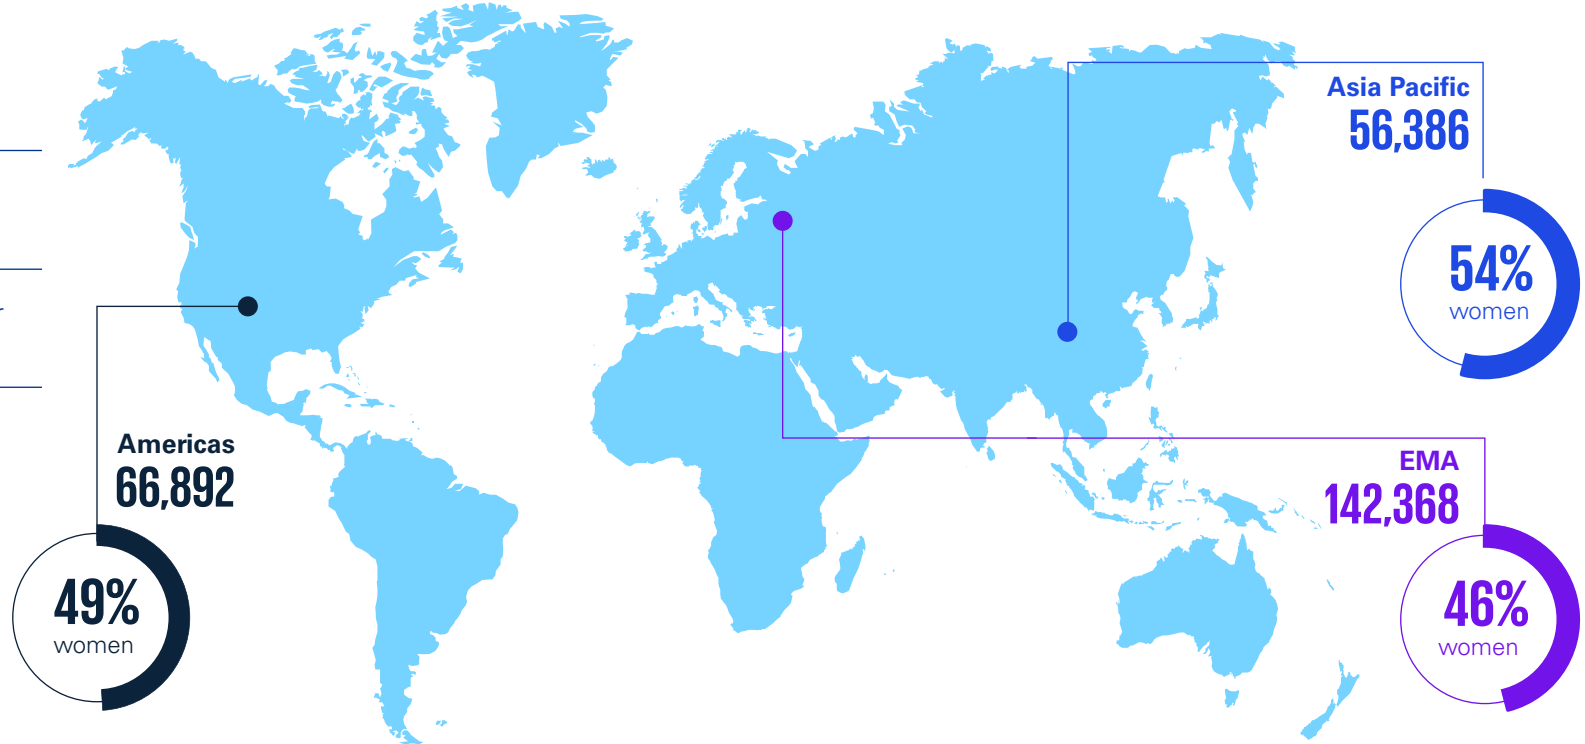 Asia Pacific
56,386
54%
women
Americas
66,892
49%
women
EMA
142,368
46%
women